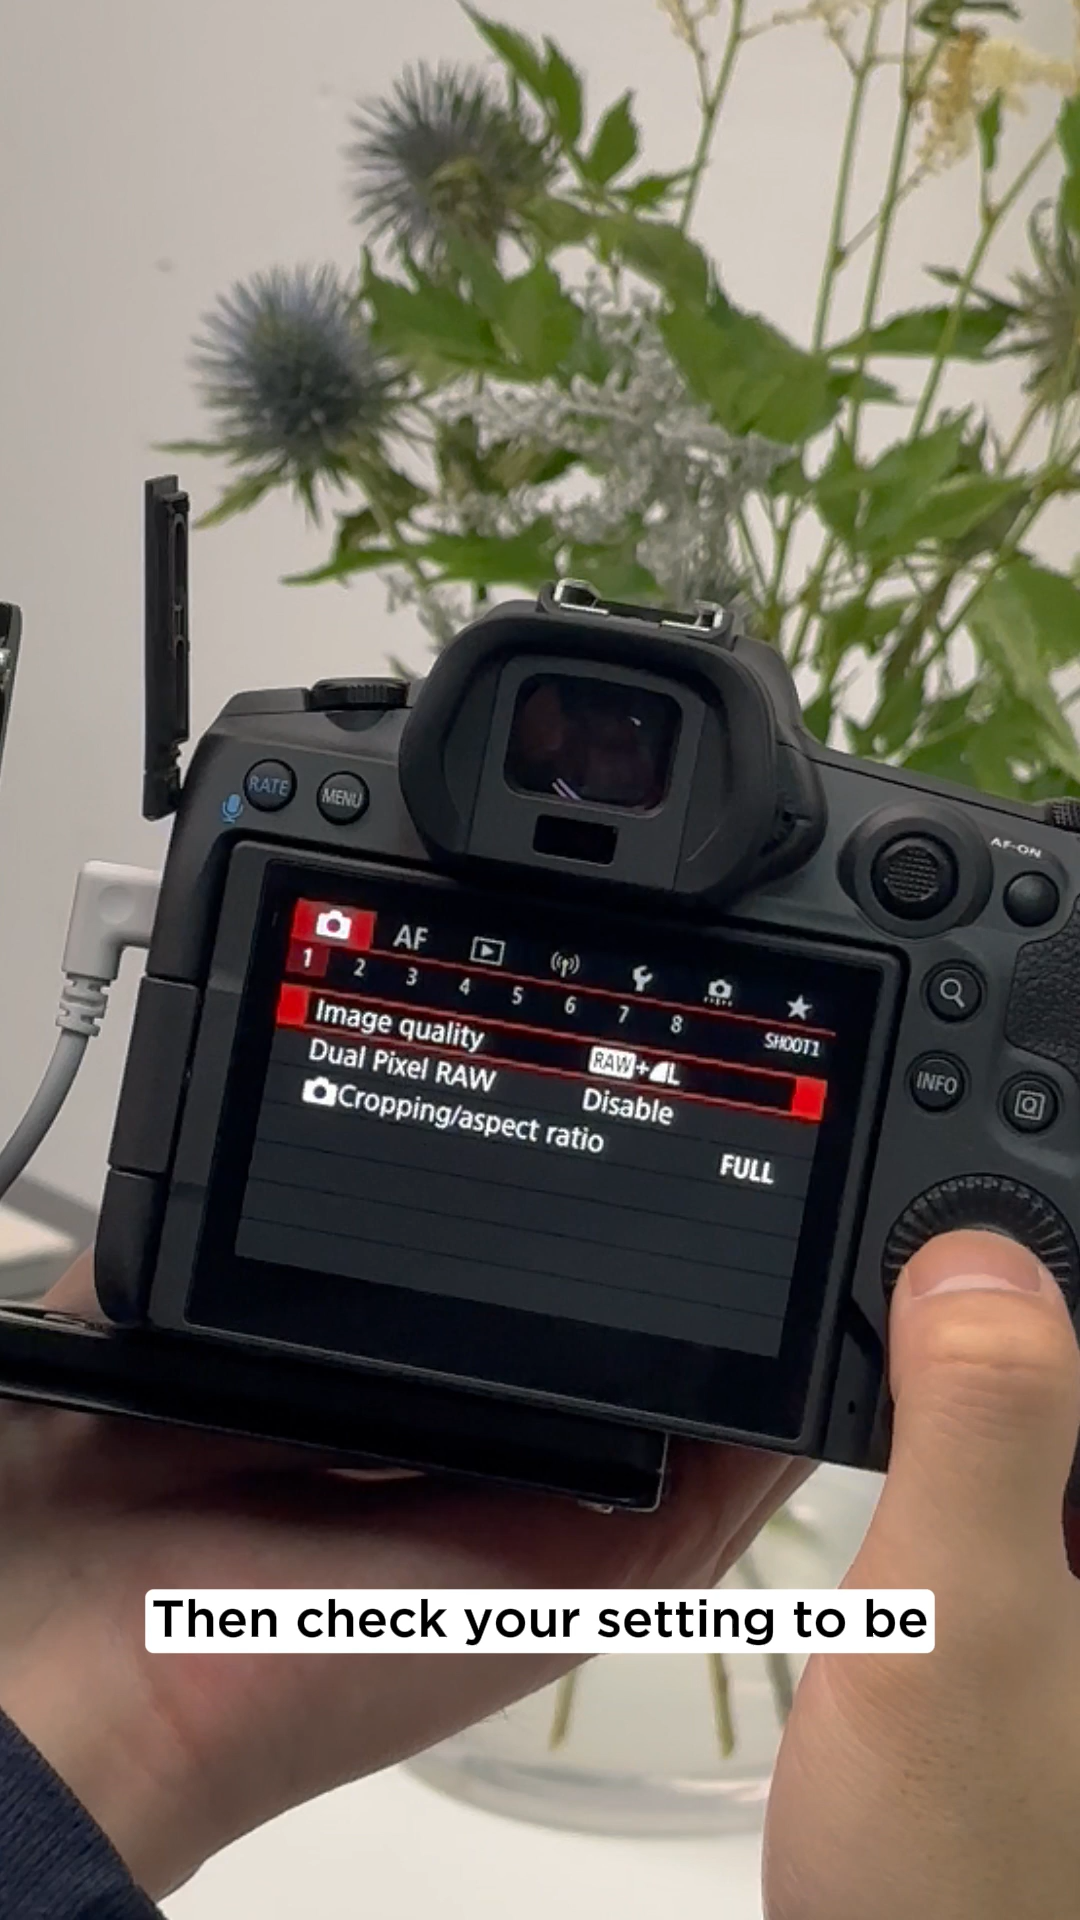 RATE
MENU
AF-ON
AF
1 2 3 4 5 6 7 8
SHOOT1
Image quality RAW+L
Dual Pixel RAW Disable
Cropping/aspect ratio
FULL
INFO
Q
Then check your setting to be